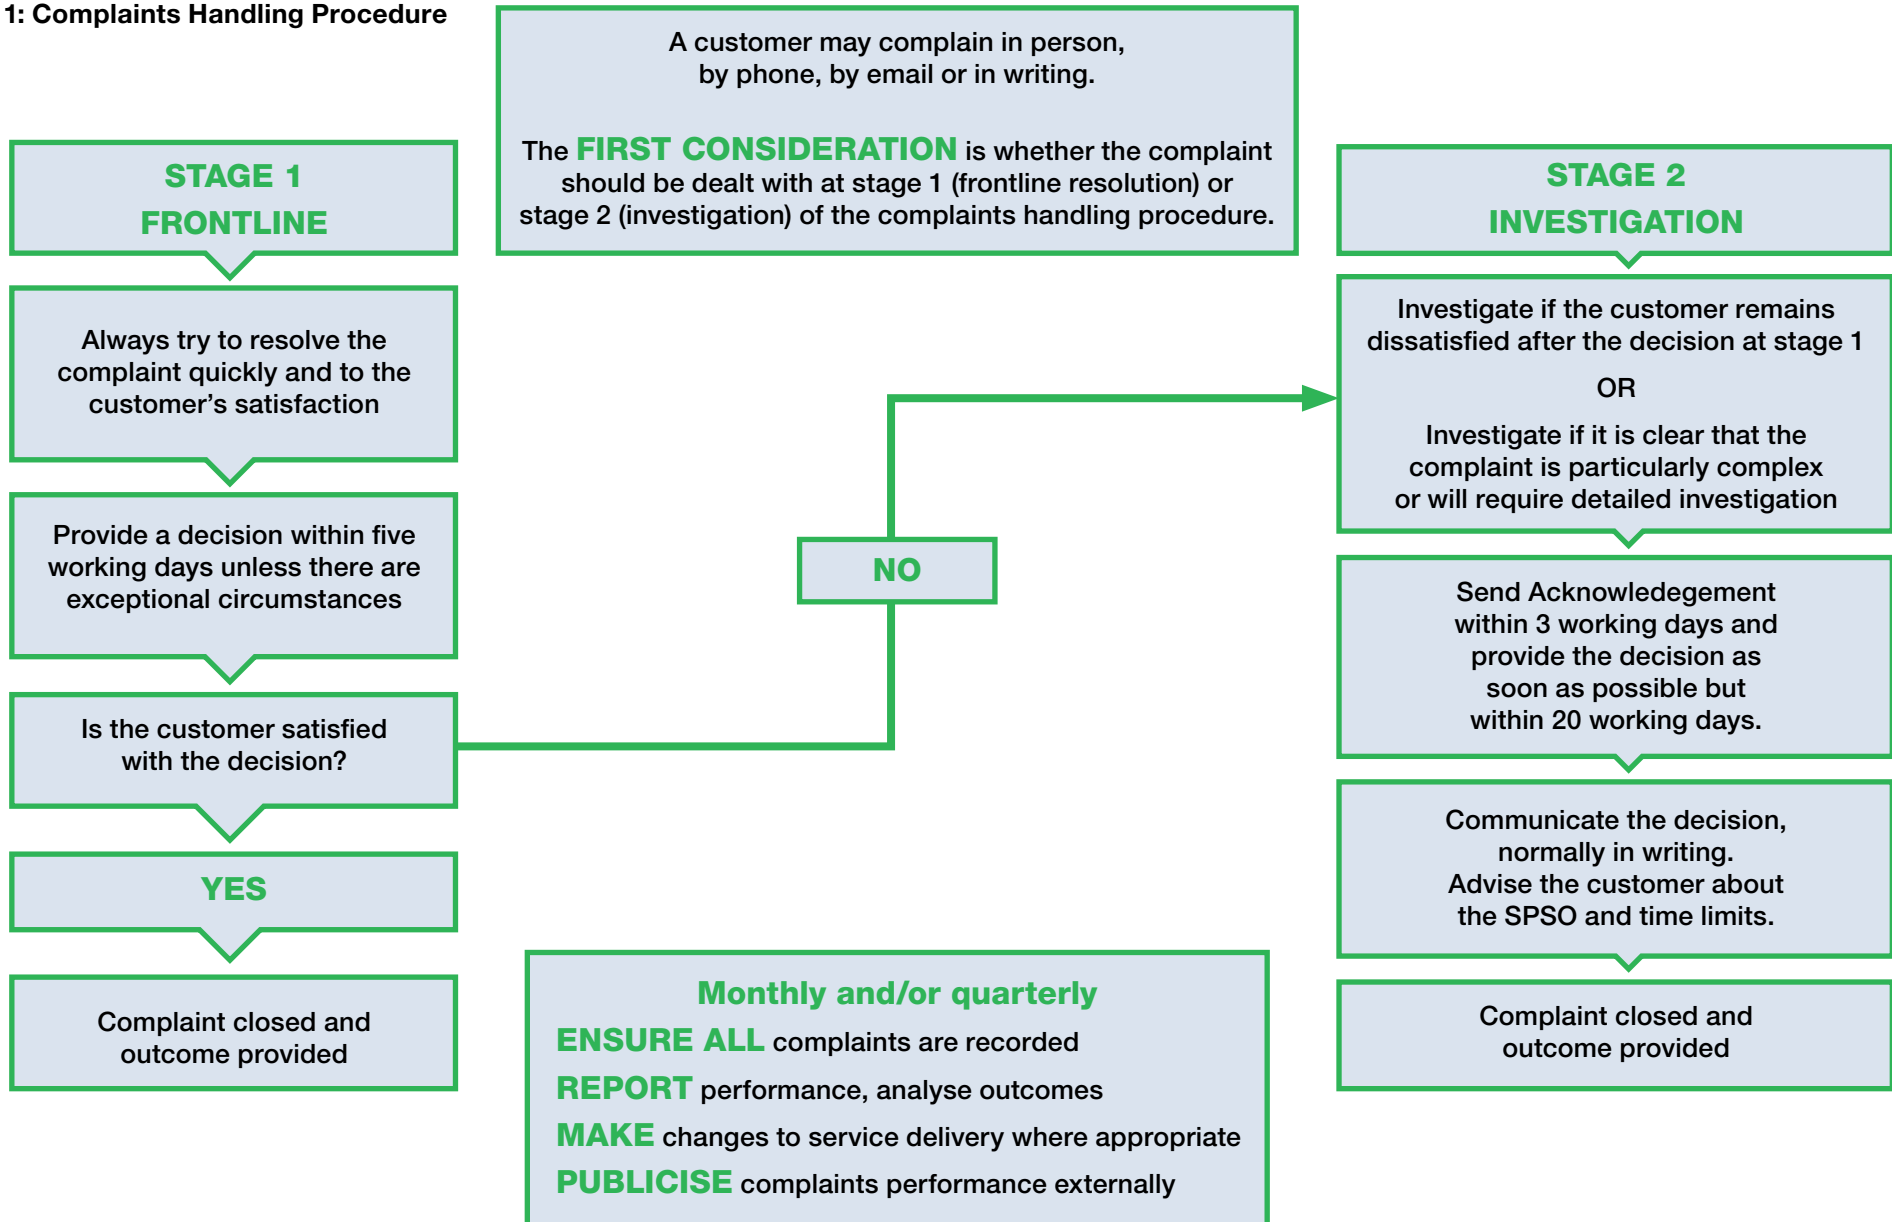 1: Complaints Handling Procedure
A customer may complain in person,
by phone, by email or in writing.
The FIRST CONSIDERATION is whether the complaint
should be dealt with at stage 1 (frontline resolution) or
stage 2 (investigation) of the complaints handling procedure.
STAGE 1
FRONTLINE
Always try to resolve the
complaint quickly and to the
customer’s satisfaction
Provide a decision within five
working days unless there are
exceptional circumstances
Is the customer satisfied
with the decision?
YES
Complaint closed and
outcome provided
NO
STAGE 2
INVESTIGATION
Investigate if the customer remains
dissatisfied after the decision at stage 1
OR
Investigate if it is clear that the
complaint is particularly complex
or will require detailed investigation
Send Acknowledegement
within 3 working days and
provide the decision as
soon as possible but
within 20 working days.
Communicate the decision,
normally in writing.
Advise the customer about
the SPSO and time limits.
Complaint closed and
outcome provided
Monthly and/or quarterly
ENSURE ALL complaints are recorded
REPORT performance, analyse outcomes
MAKE changes to service delivery where appropriate
PUBLICISE complaints performance externally